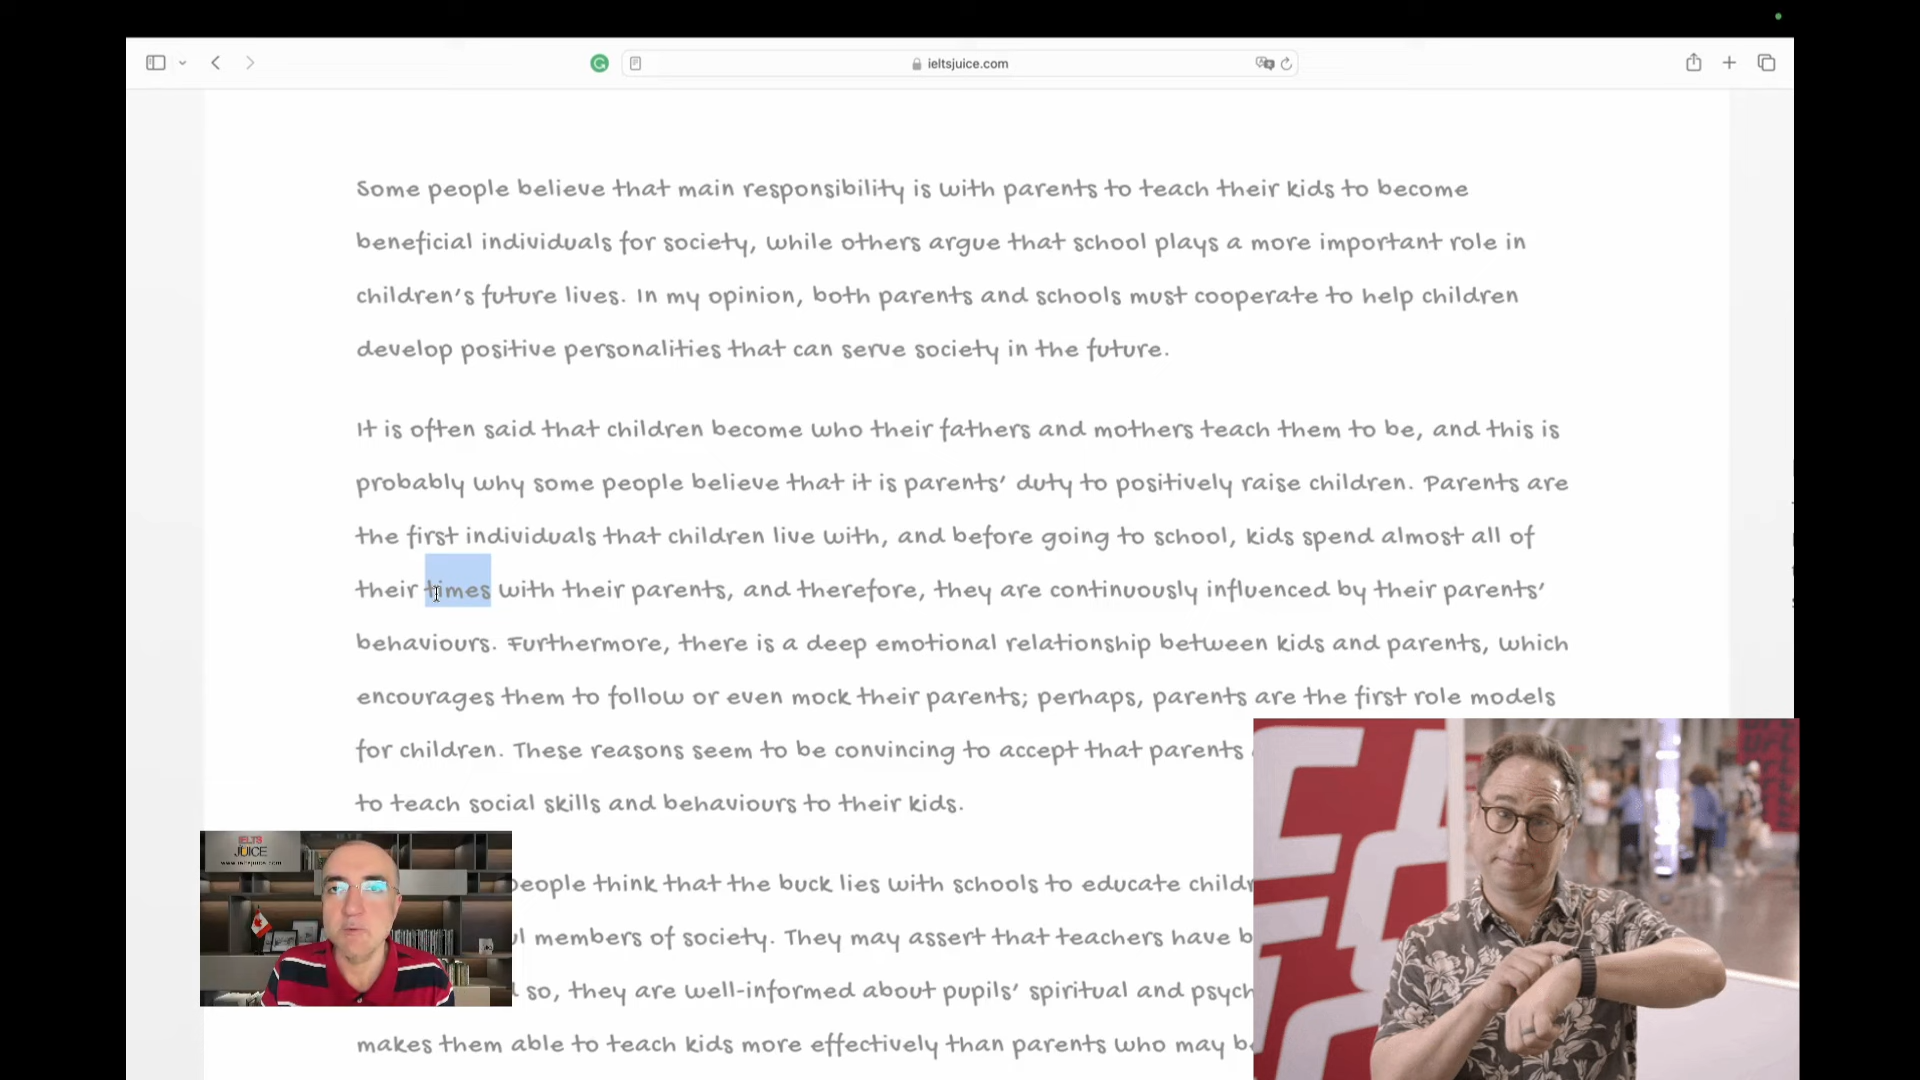 ieltsjuice.com
Some people believe that main responsibility is with parents to teach their kids to become
beneficial individuals for society, while others argue that school plays a more important role in
children's future lives. In my opinion, both parents and schools must cooperate to help children
develop positive personalities that can serve society in the future.
It is often said that children become who their fathers and mothers teach them to be, and this is
probably why some people believe that it is parents' duty to positively raise children. Parents are
the first individuals that children live with, and before going to school, kids spend almost all of
their times with their parents, and therefore, they are continuously influenced by their parents'
behaviours. Furthermore, there is a deep emotional relationship between kids and parents, which
encourages them to follow or even mock their parents; perhaps, parents are the first role models
for children. These reasons seem to be convincing to accept that parents
to teach social skills and behaviours to their kids.
people think that the buck lies with schools to educate
members of society. They may assert that teachers have
so, they are well-informed about pupils' spiritual and
makes them able to teach kids more effectively than parents who may
IELTS
JUICE
www.ieltsjuice.com